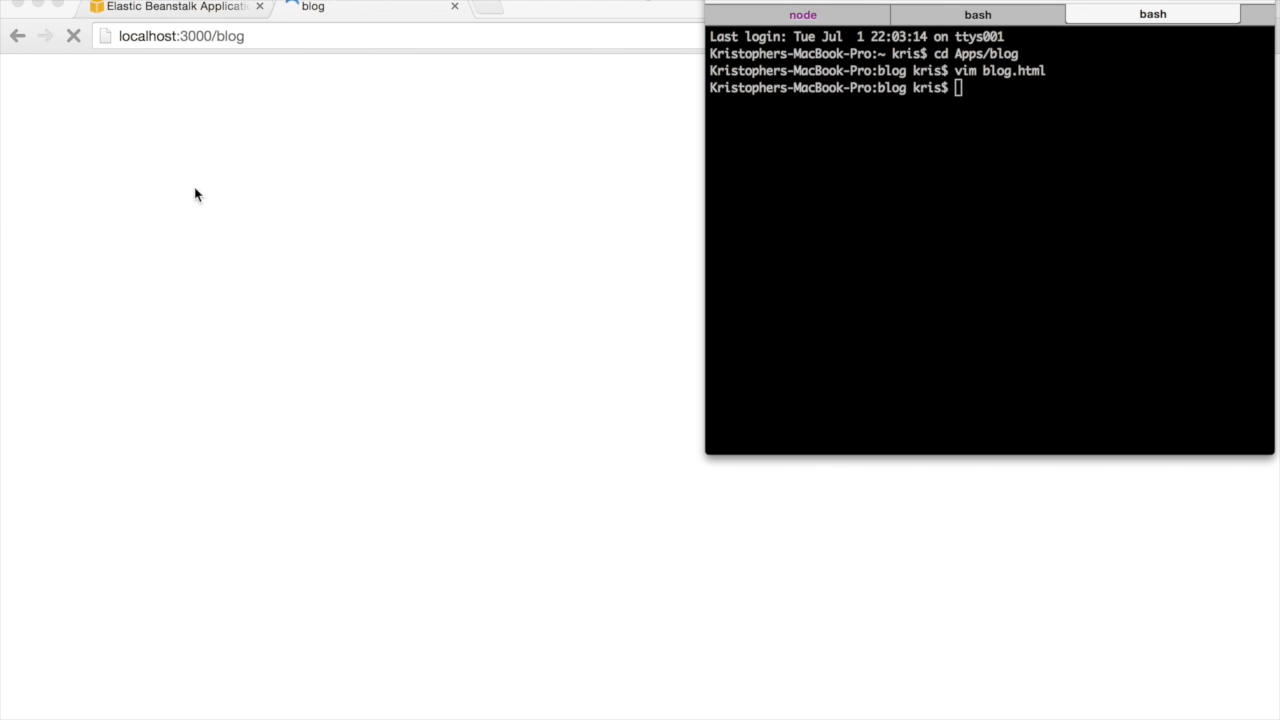 Elastic Beanstalk Applicati
blog
localhost:3000/blog
node
bash
bash
Last login: Tue Jul  1 22:03:14 on ttys001
Kristophers-MacBook-Pro:~ kris$ cd Apps/blog
Kristophers-MacBook-Pro:blog kris$ vim blog.html
Kristophers-MacBook-Pro:blog kris$